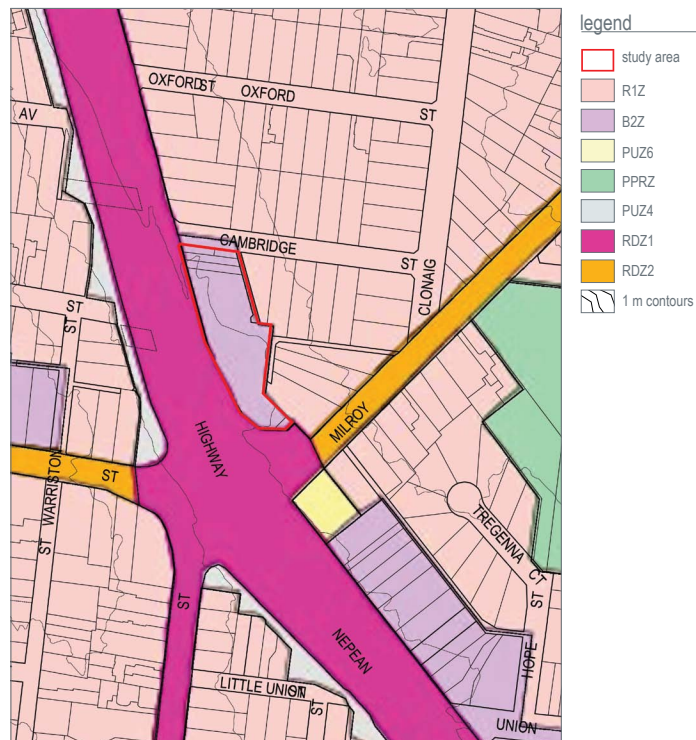 legend
study area
R1Z
B2Z
PUZ6
PPRZ
PUZ4
RDZ1
RDZ2
1 m contours
OXFORD ST
OXFORD
ST
AV
CAMBRIDGE
ST
CLONAIG
ST
ST
MILROY
HIGHWAY
ST
WARRISTON
ST
TREGENNA CT
ST
HOPE
NEPEAN
ST
LITTLE UNION
ST
ST
UNION